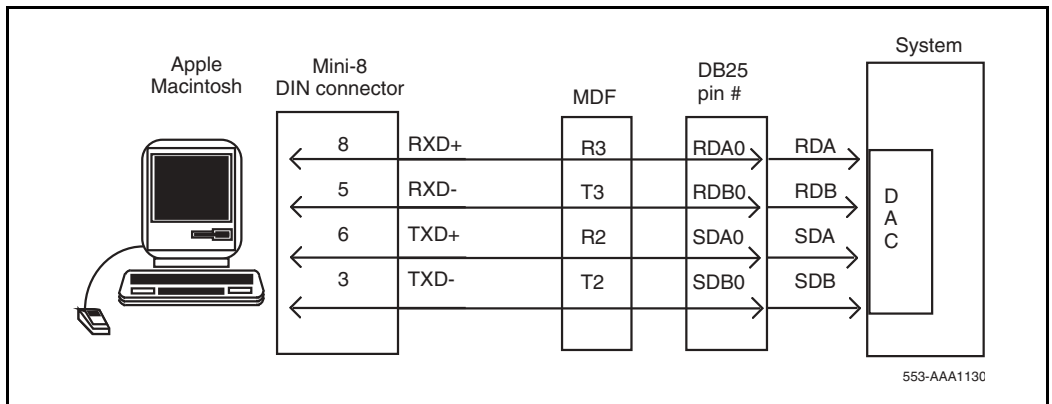 System
Apple
Macintosh
Mini-8
DIN connector
MDF
DB25
pin #
8 RXD+ R3 RDA0 RDA
5 RXD- T3 RDB0 RDB
6 TXD+ R2 SDA0 SDA
3 TXD- T2 SDB0 SDB
D
A
C
553-AAA1130